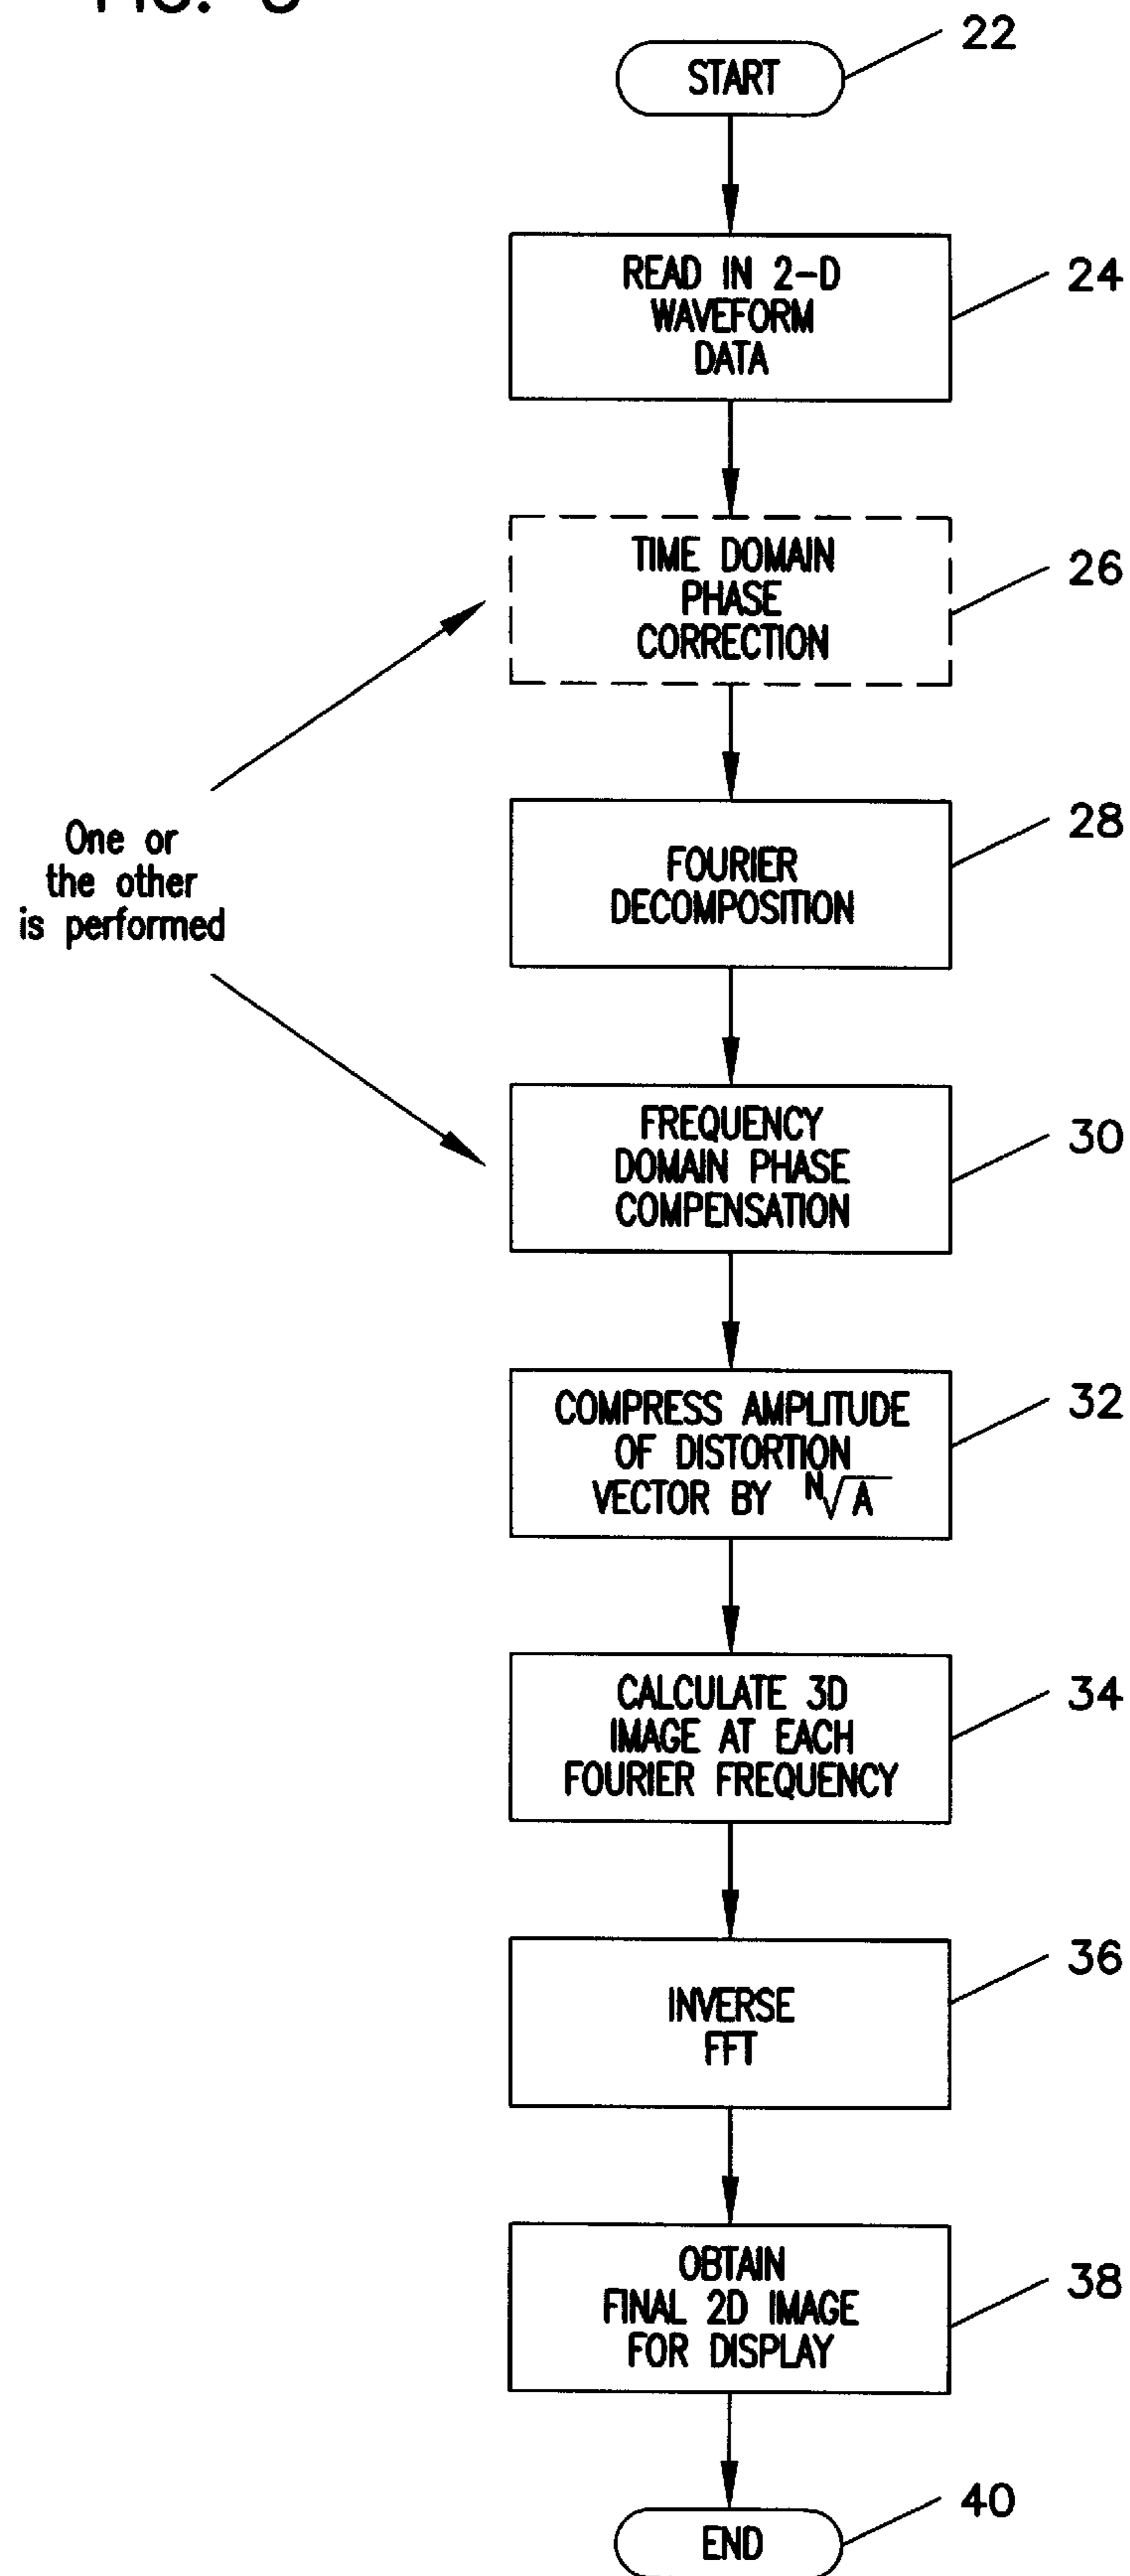 22
START
READ IN 2-D
WAVEFORM
DATA
24
TIME DOMAIN
PHASE
CORRECTION
26
One or
the other
is performed
FOURIER
DECOMPOSITION
28
FREQUENCY
DOMAIN PHASE
COMPENSATION
30
COMPRESS AMPLITUDE
OF DISTORTION
VECTOR BY ᴺ√A
32
CALCULATE 3D
IMAGE AT EACH
FOURIER FREQUENCY
34
INVERSE
FFT
36
OBTAIN
FINAL 2D IMAGE
FOR DISPLAY
38
END
40